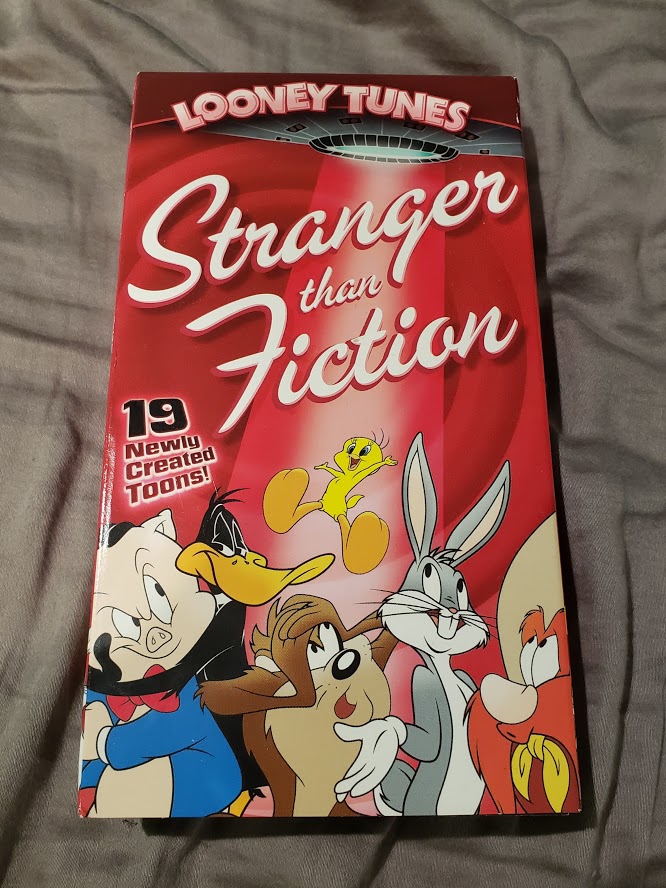 LOONEY TUNES
Stranger
than
Fiction
19
Newly
Created
Toons!